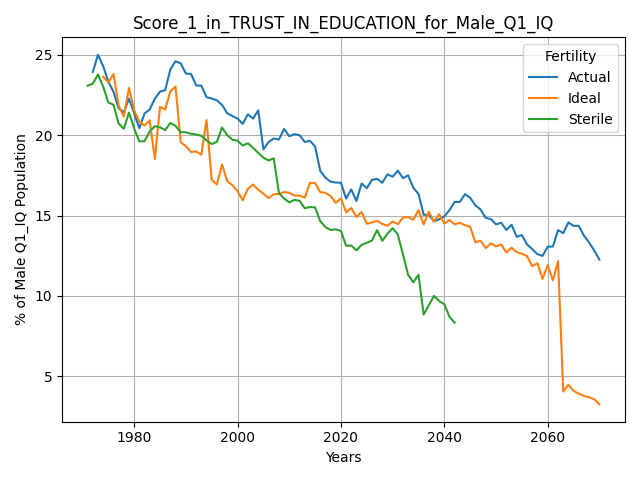 Score_1_in_TRUST_IN_EDUCATION_for_Male_Q1_IQ
Fertility
Actual
Ideal
Sterile
% of Male Q1_IQ Population
25
20
15
10
5
1980
2000
2020
2040
2060
Years